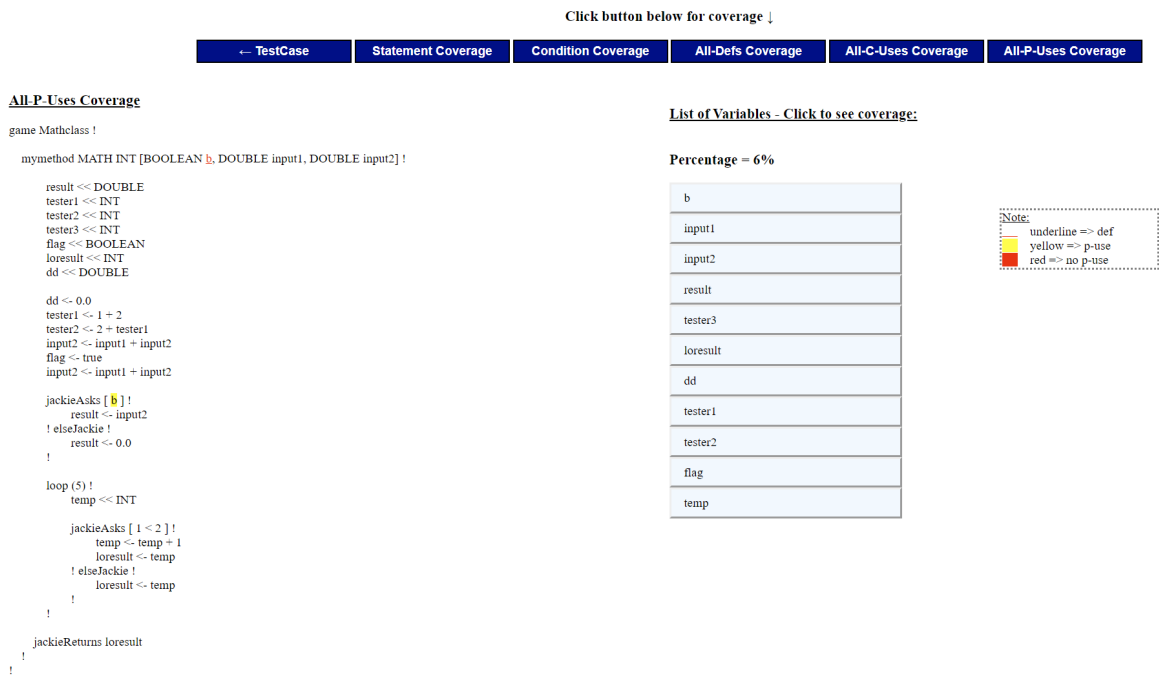 Click button below for coverage ↓
← TestCase
Statement Coverage
Condition Coverage
All-Defs Coverage
All-C-Uses Coverage
All-P-Uses Coverage
All-P-Uses Coverage
game Mathclass !
mymethod MATH INT [BOOLEAN b, DOUBLE input1, DOUBLE input2] !
result << DOUBLE
tester1 << INT
tester2 << INT
tester3 << INT
flag << BOOLEAN
loresult << INT
dd << DOUBLE
dd <- 0.0
tester1 <- 1 + 2
tester2 <- 2 + tester1
input2 <- input1 + input2
flag <- true
input2 <- input1 + input2
jackieAsks [ b ] !
result <- input2
! elseJackie !
result <- 0.0
!
loop (5) !
temp << INT
jackieAsks [ 1 < 2 ] !
temp <- temp + 1
loresult <- temp
! elseJackie !
loresult <- temp
!
!
jackieReturns loresult
!
!
List of Variables - Click to see coverage:
Percentage = 6%
b
input1
input2
result
tester3
loresult
dd
tester1
tester2
flag
temp
Note:
underline => def
yellow => p-use
red => no p-use